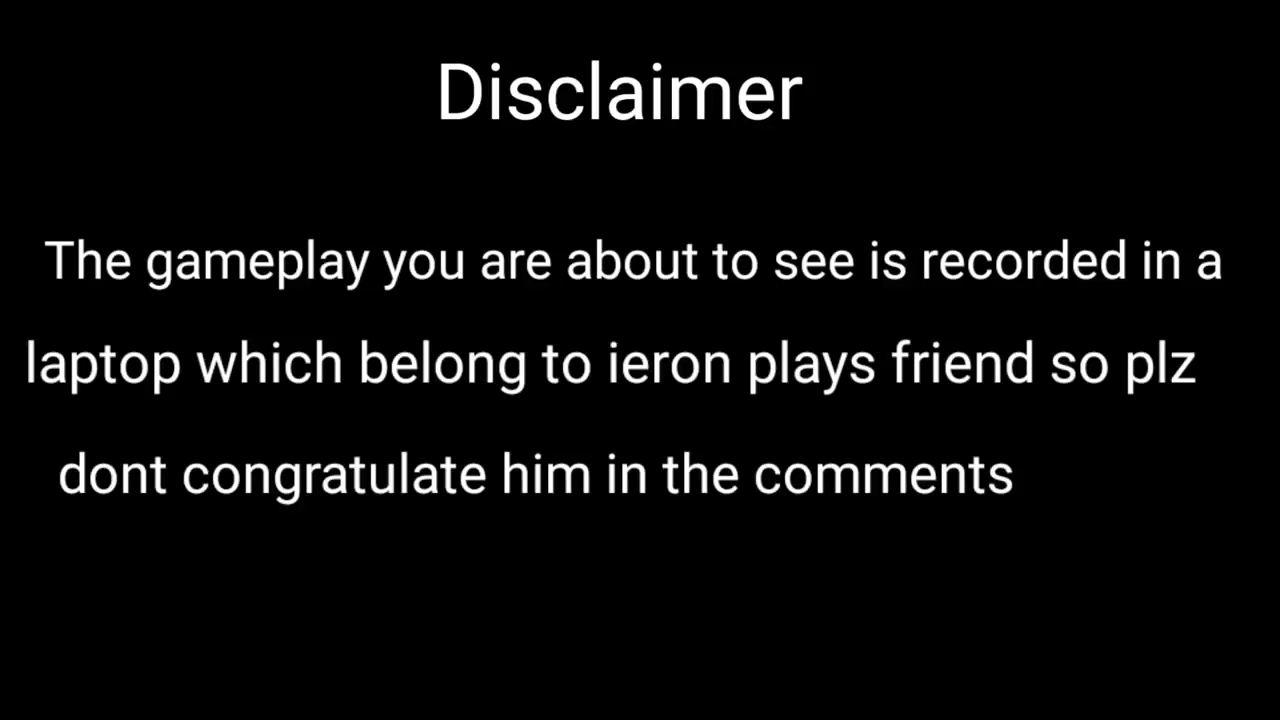 Disclaimer
The gameplay you are about to see is recorded in a
laptop which belong to ieron plays friend so plz
dont congratulate him in the comments